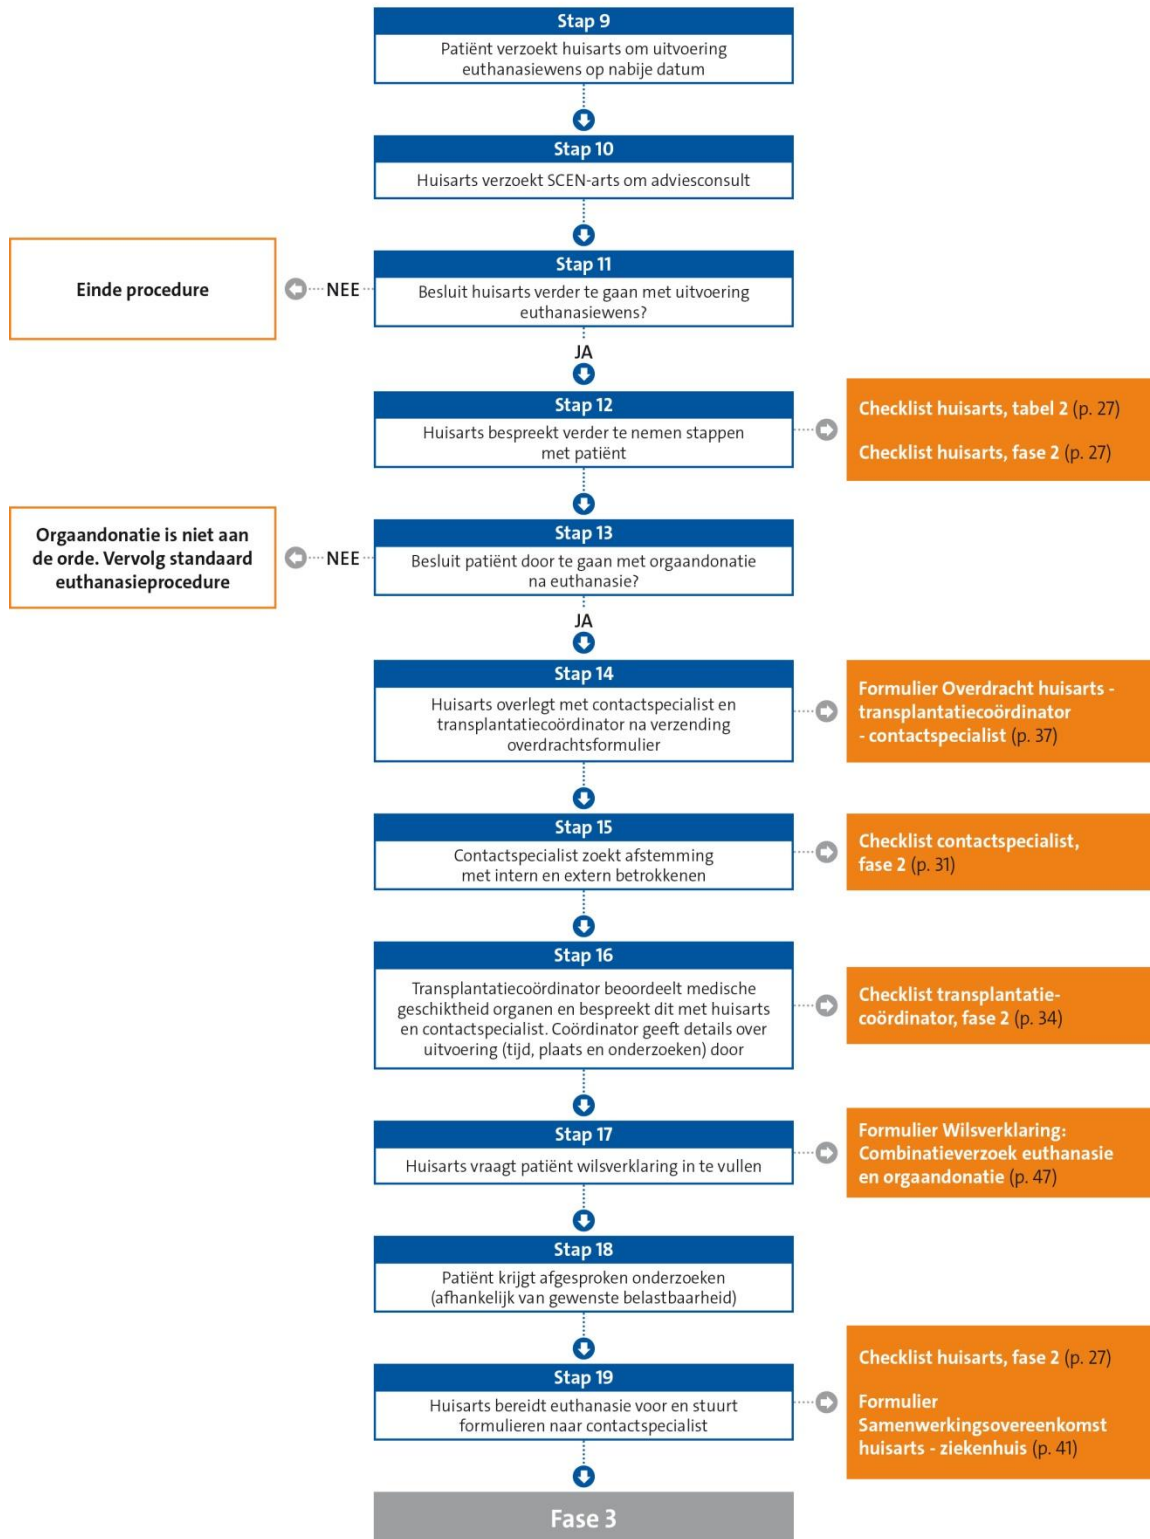 Stap 9
Patiënt verzoekt huisarts om uitvoering
euthanasiewens op nabije datum
Stap 10
Huisarts verzoekt SCEN-arts om adviesconsult
Stap 11
Besluit huisarts verder te gaan met uitvoering
euthanasiewens?
NEE
Einde procedure
JA
Stap 12
Huisarts bespreekt verder te nemen stappen
met patiënt
Checklist huisarts, tabel 2 (p. 27)
Checklist huisarts, fase 2 (p. 27)
Stap 13
Besluit patiënt door te gaan met orgaandonatie
na euthanasie?
NEE
Orgaandonatie is niet aan
de orde. Vervolg standaard
euthanasieprocedure
JA
Stap 14
Huisarts overlegt met contactspecialist en
transplantatiecoördinator na verzending
overdrachtsformulier
Formulier Overdracht huisarts -
transplantatiecoördinator
- contactspecialist (p. 37)
Stap 15
Contactspecialist zoekt afstemming
met intern en extern betrokkenen
Checklist contactspecialist,
fase 2 (p. 31)
Stap 16
Transplantatiecoördinator beoordeelt medische
geschiktheid organen en bespreekt dit met huisarts
en contactspecialist. Coördinator geeft details over
uitvoering (tijd, plaats en onderzoeken) door
Checklist transplantatie-
coördinator, fase 2 (p. 34)
Stap 17
Huisarts vraagt patiënt wilsverklaring in te vullen
Formulier Wilsverklaring:
Combinatieverzoek euthanasie
en orgaandonatie (p. 47)
Stap 18
Patiënt krijgt afgesproken onderzoeken
(afhankelijk van gewenste belastbaarheid)
Stap 19
Huisarts bereidt euthanasie voor en stuurt
formulieren naar contactspecialist
Checklist huisarts, fase 2 (p. 27)
Formulier
Samenwerkingsovereenkomst
huisarts - ziekenhuis (p. 41)
Fase 3